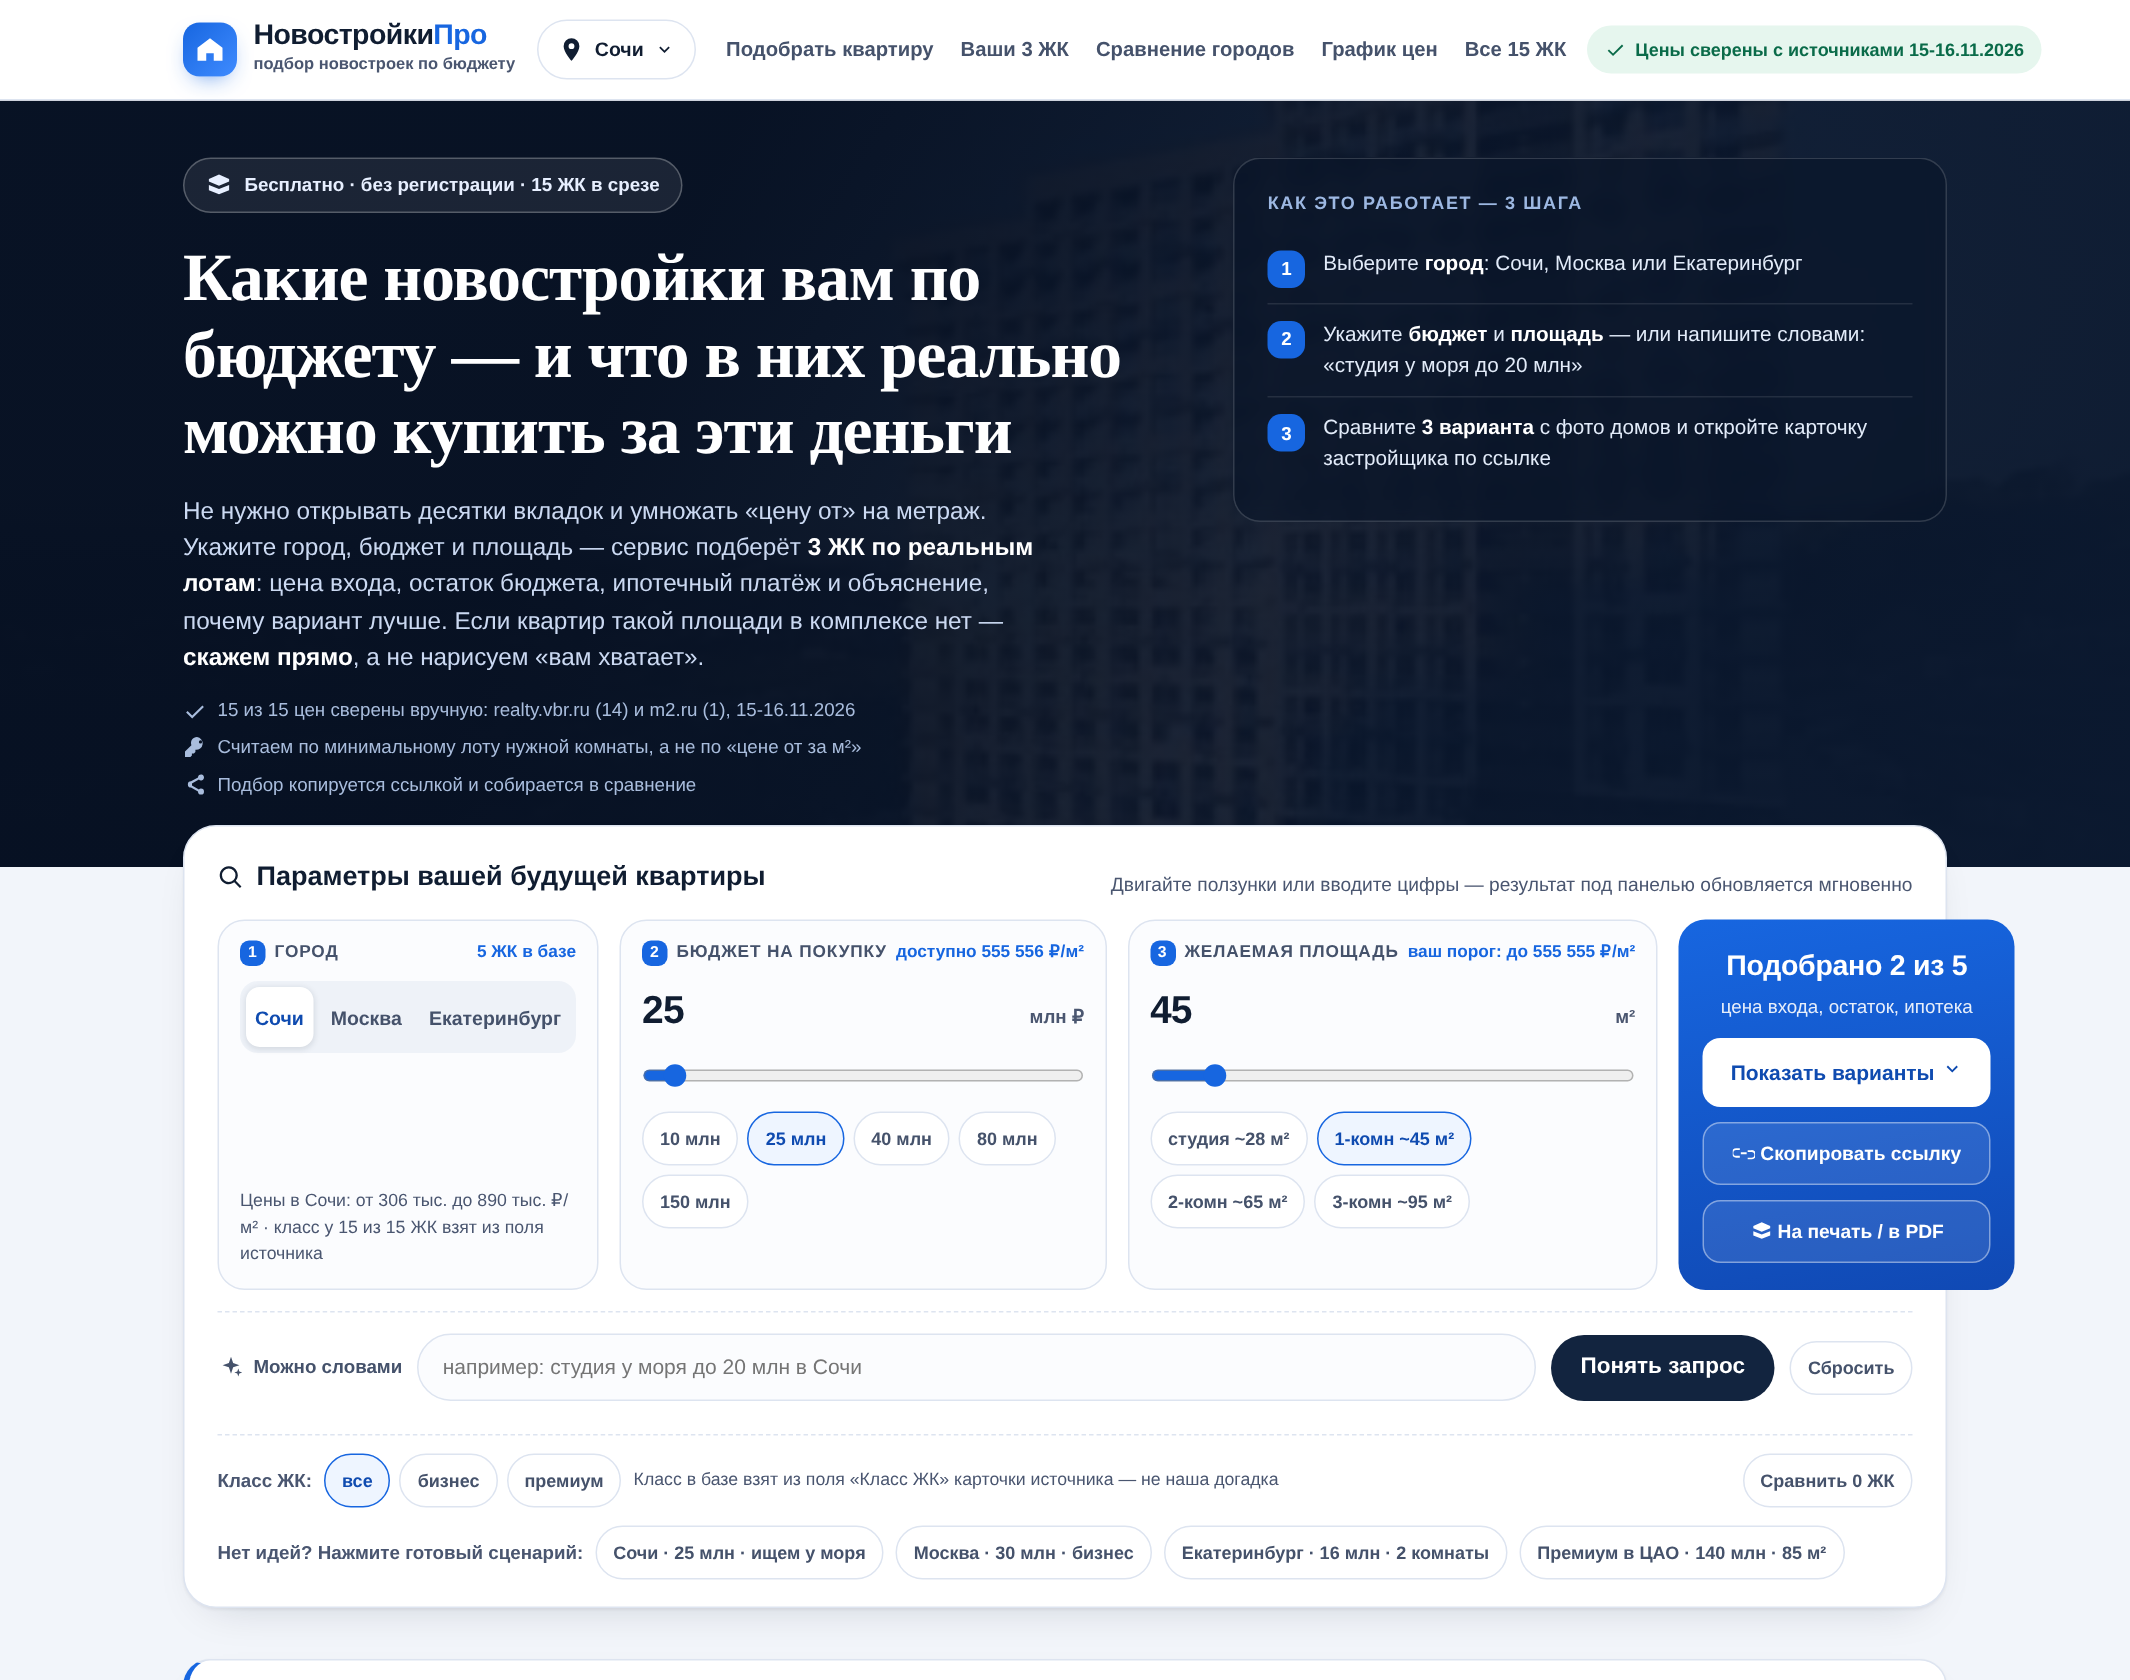 НовостройкиПро
подбор новостроек по бюджету
Сочи
Подобрать квартиру
Ваши 3 ЖК
Сравнение городов
График цен
Все 15 ЖК
Цены сверены с источниками 15-16.11.2026
Бесплатно · без регистрации · 15 ЖК в срезе
Какие новостройки вам по
бюджету — и что в них реально
можно купить за эти деньги
Не нужно открывать десятки вкладок и умножать «цену от» на метраж.
Укажите город, бюджет и площадь — сервис подберёт 3 ЖК по реальным
лотам: цена входа, остаток бюджета, ипотечный платёж и объяснение,
почему вариант лучше. Если квартир такой площади в комплексе нет —
скажем прямо, а не нарисуем «вам хватает».
15 из 15 цен сверены вручную: realty.vbr.ru (14) и m2.ru (1), 15-16.11.2026
Считаем по минимальному лоту нужной комнаты, а не по «цене от за м²»
Подбор копируется ссылкой и собирается в сравнение
КАК ЭТО РАБОТАЕТ — 3 ШАГА
1 Выберите город: Сочи, Москва или Екатеринбург
2 Укажите бюджет и площадь — или напишите словами:
«студия у моря до 20 млн»
3 Сравните 3 варианта с фото домов и откройте карточку
застройщика по ссылке
Параметры вашей будущей квартиры
Двигайте ползунки или вводите цифры — результат под панелью обновляется мгновенно
1 ГОРОД 5 ЖК в базе
Сочи Москва Екатеринбург
Цены в Сочи: от 306 тыс. до 890 тыс. ₽/
м² · класс у 15 из 15 ЖК взят из поля
источника
2 БЮДЖЕТ НА ПОКУПКУ доступно 555 556 ₽/м²
25 млн ₽
10 млн 25 млн 40 млн 80 млн
150 млн
3 ЖЕЛАЕМАЯ ПЛОЩАДЬ ваш порог: до 555 555 ₽/м²
45 м²
студия ~28 м² 1-комн ~45 м²
2-комн ~65 м² 3-комн ~95 м²
Подобрано 2 из 5
цена входа, остаток, ипотека
Показать варианты
Скопировать ссылку
На печать / в PDF
Можно словами
например: студия у моря до 20 млн в Сочи
Понять запрос
Сбросить
Класс ЖК: все бизнес премиум Класс в базе взят из поля «Класс ЖК» карточки источника — не наша догадка
Сравнить 0 ЖК
Нет идей? Нажмите готовый сценарий: Сочи · 25 млн · ищем у моря Москва · 30 млн · бизнес Екатеринбург · 16 млн · 2 комнаты Премиум в ЦАО · 140 млн · 85 м²